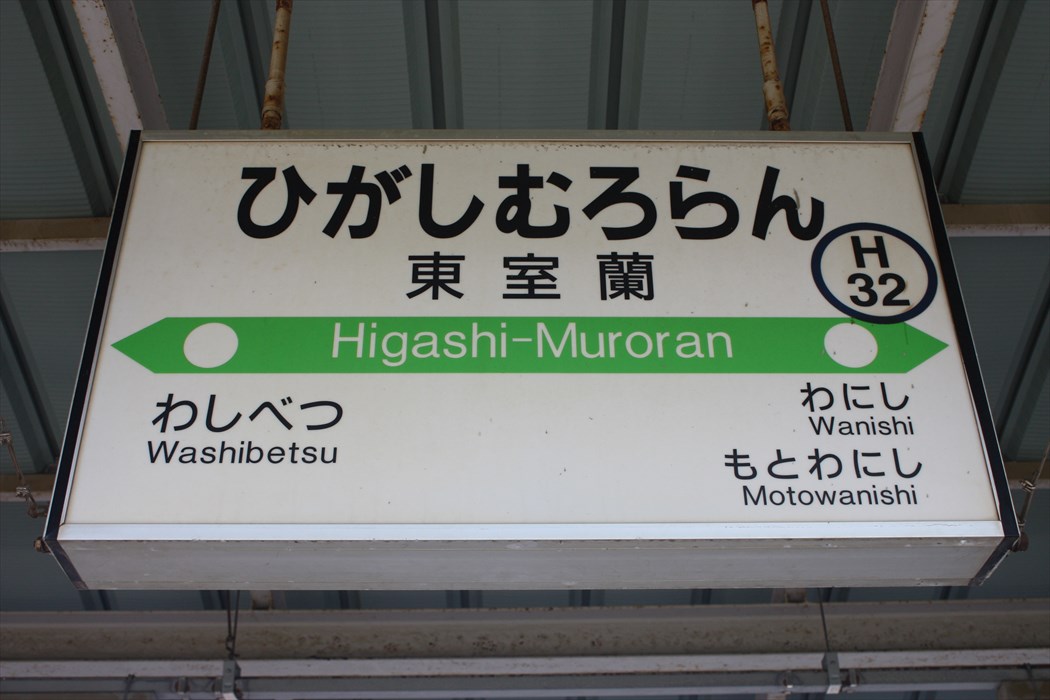 ひがしむろらん
東室蘭
H
32
Higashi-Muroran
わしべつ
Washibetsu
わにし
Wanishi
もとわにし
Motowanishi